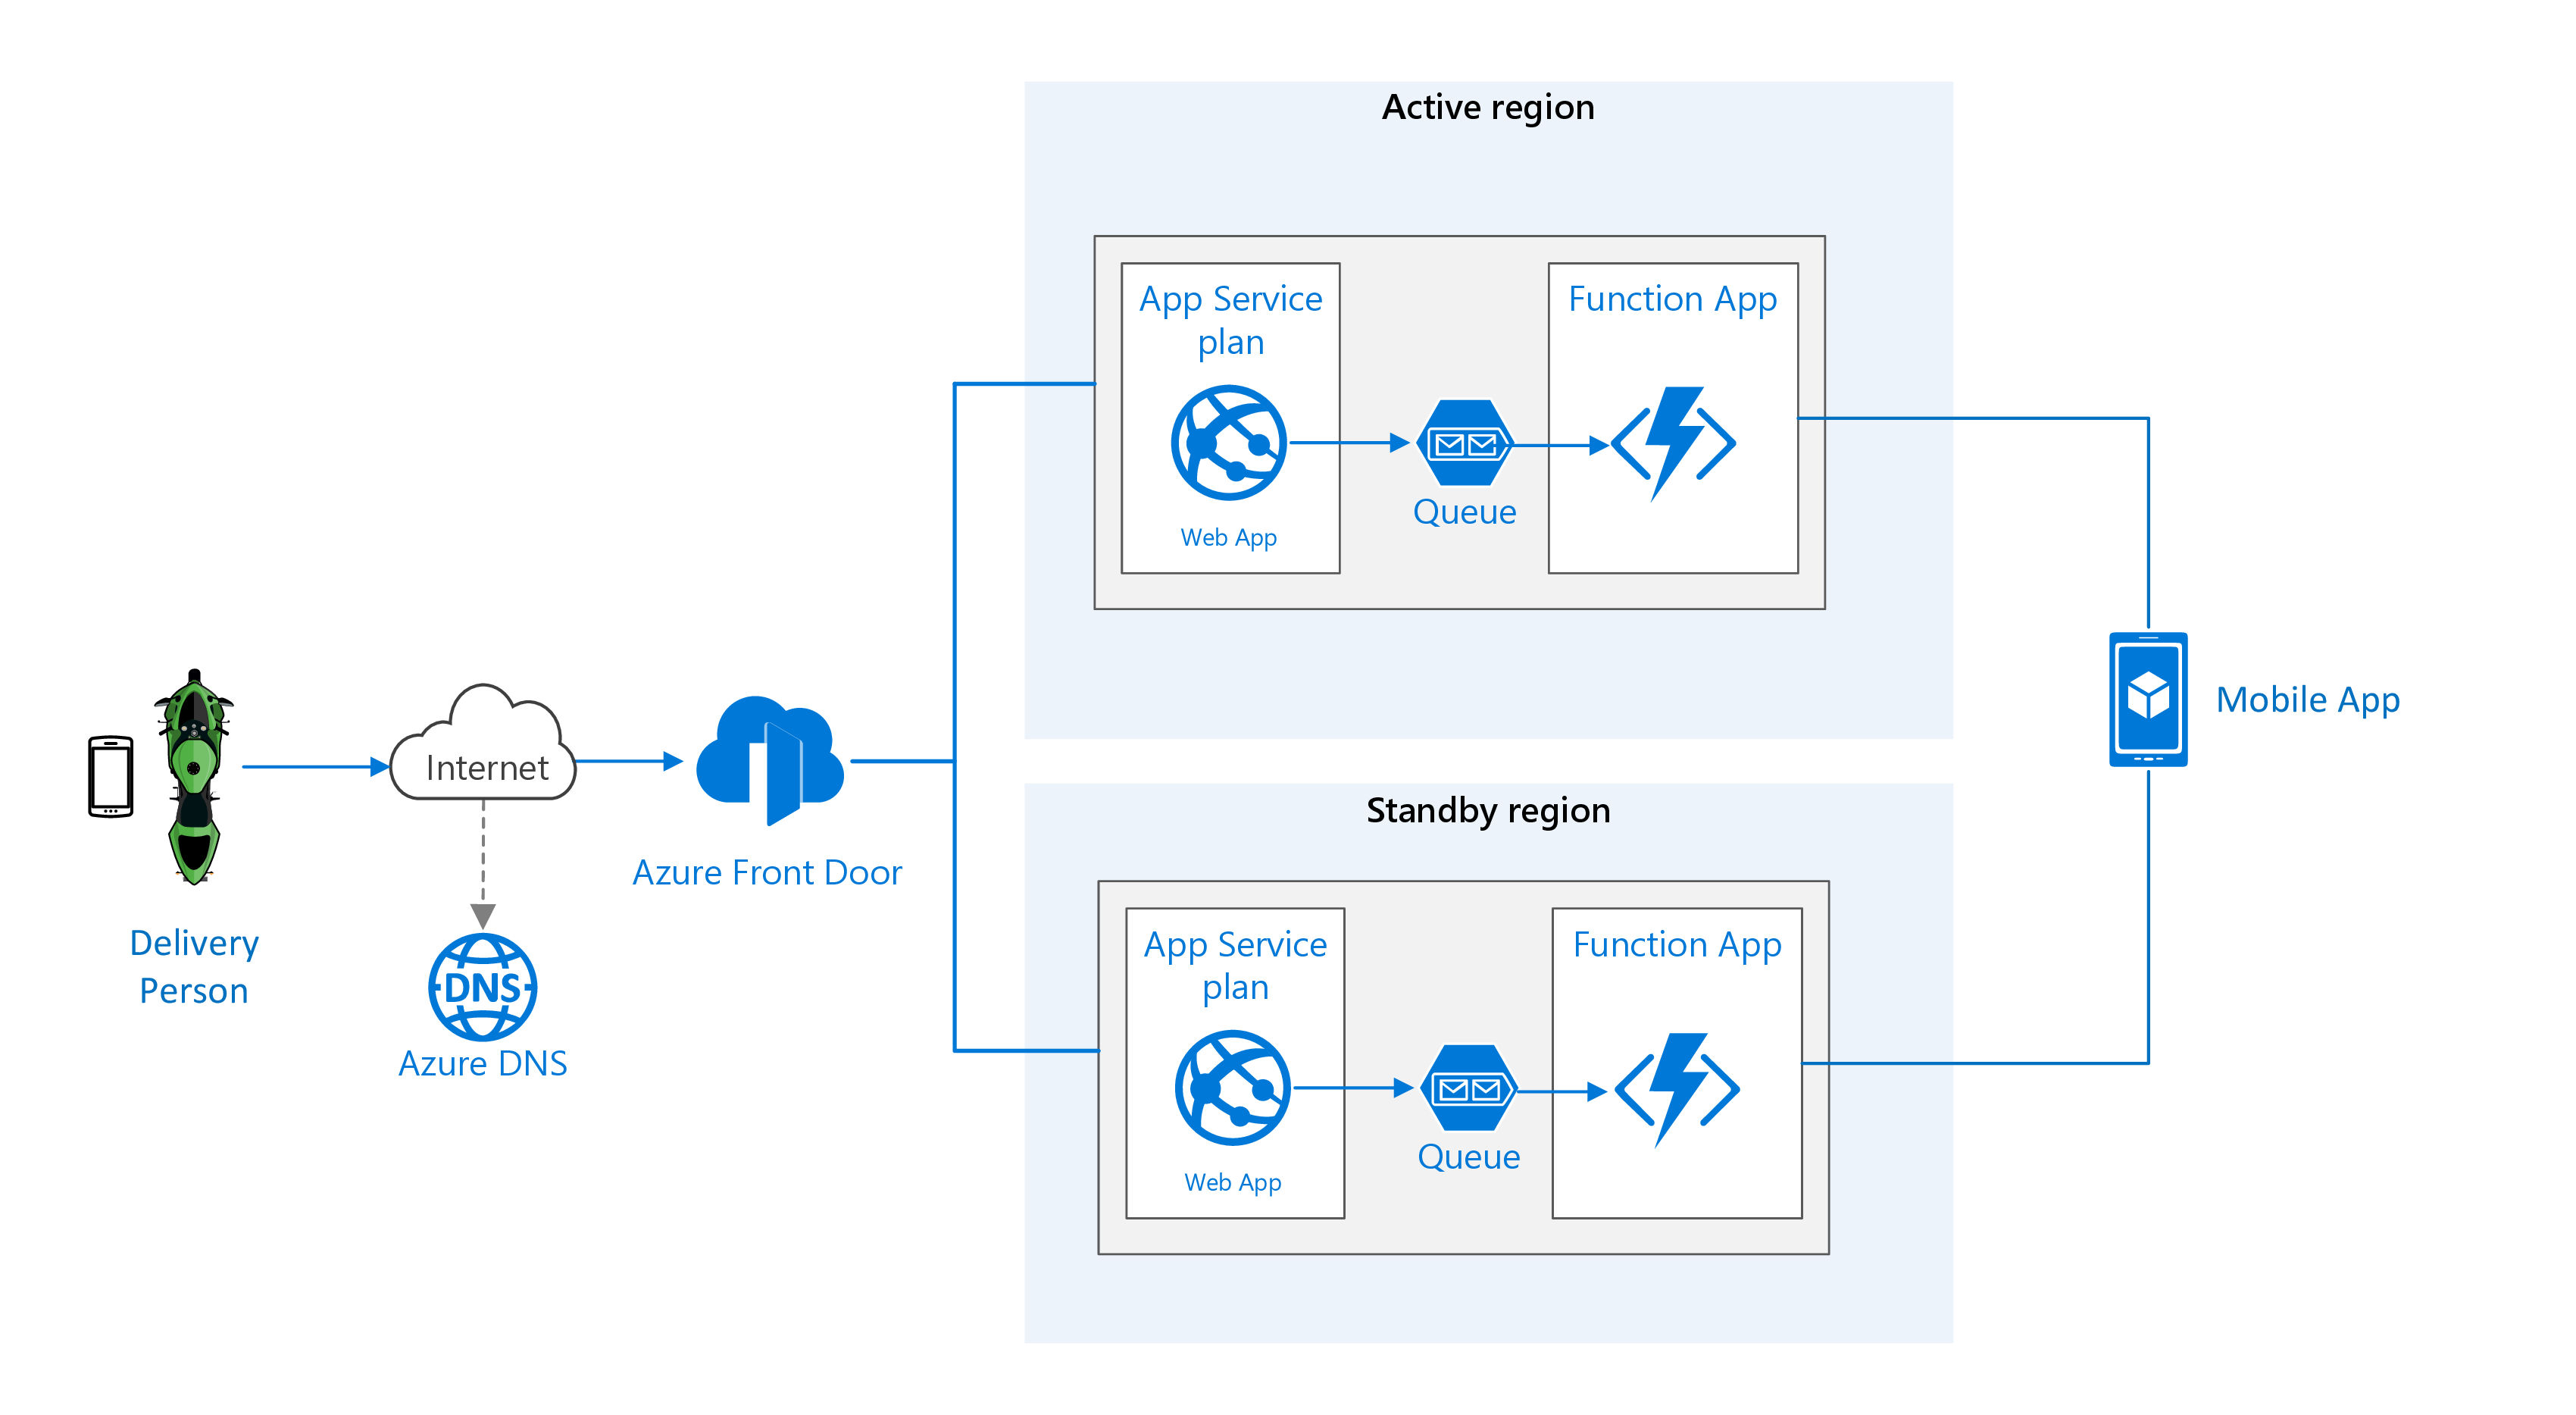 Active region
App Service
plan
Function App
Queue
Web App
Internet
Mobile App
Standby region
Azure Front Door
Delivery
Person
DNS
Azure DNS
App Service
plan
Function App
Queue
Web App